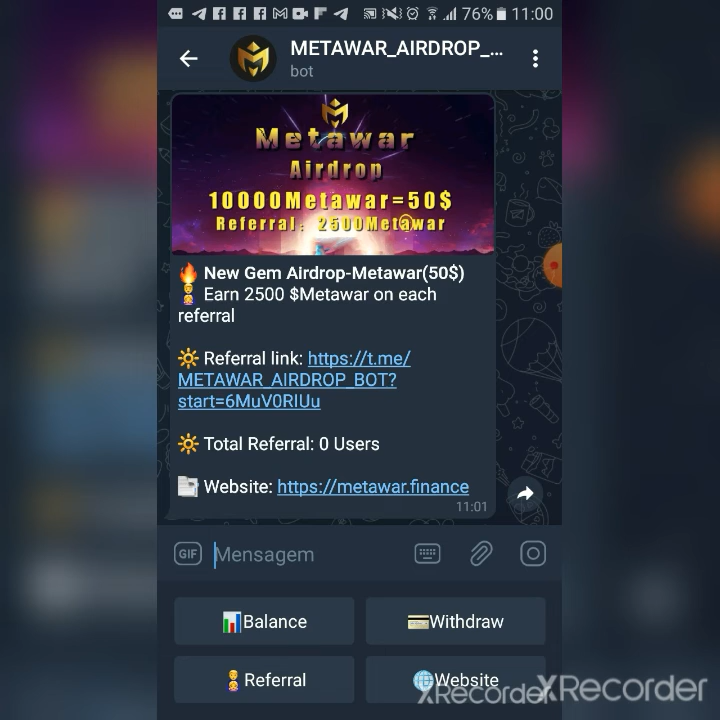 76% 11:00
METAWAR_AIRDROP_...
bot
Metawar
Airdrop
10000Metawar=50$
Referral: 2500Metawar
New Gem Airdrop-Metawar(50$)
Earn 2500 $Metawar on each
referral
Referral link: https://t.me/
METAWAR_AIRDROP_BOT?
start=6MuV0RIUu
Total Referral: 0 Users
Website: https://metawar.finance
11:01
GIF Mensagem
Balance Withdraw
Referral Website
XRecorder XRecorder